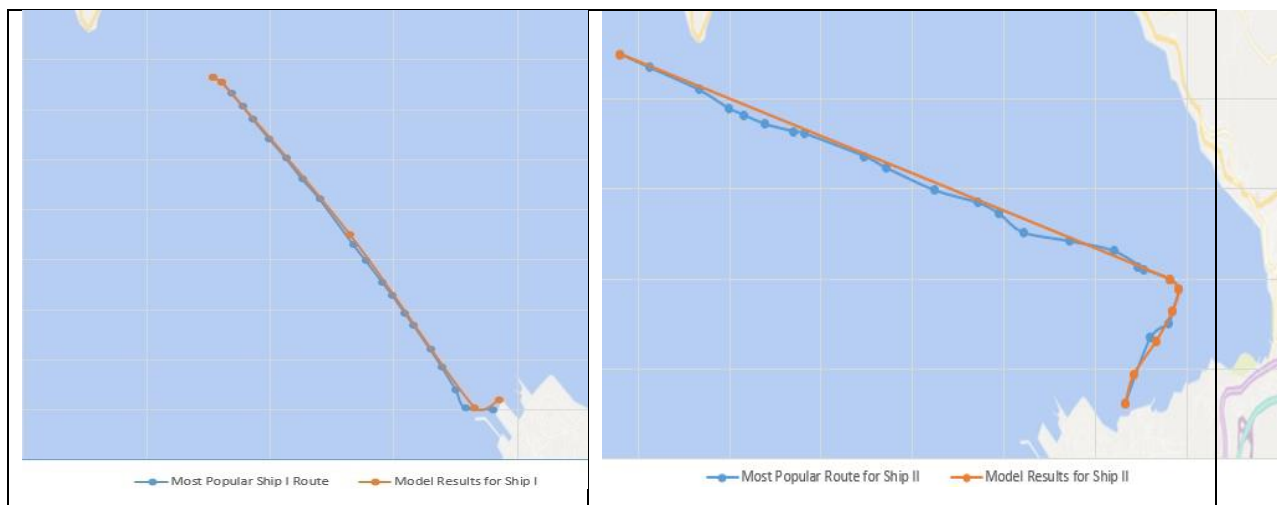 Most Popular Ship I Route
Model Results for Ship I
Most Popular Route for Ship II
Model Results for Ship II